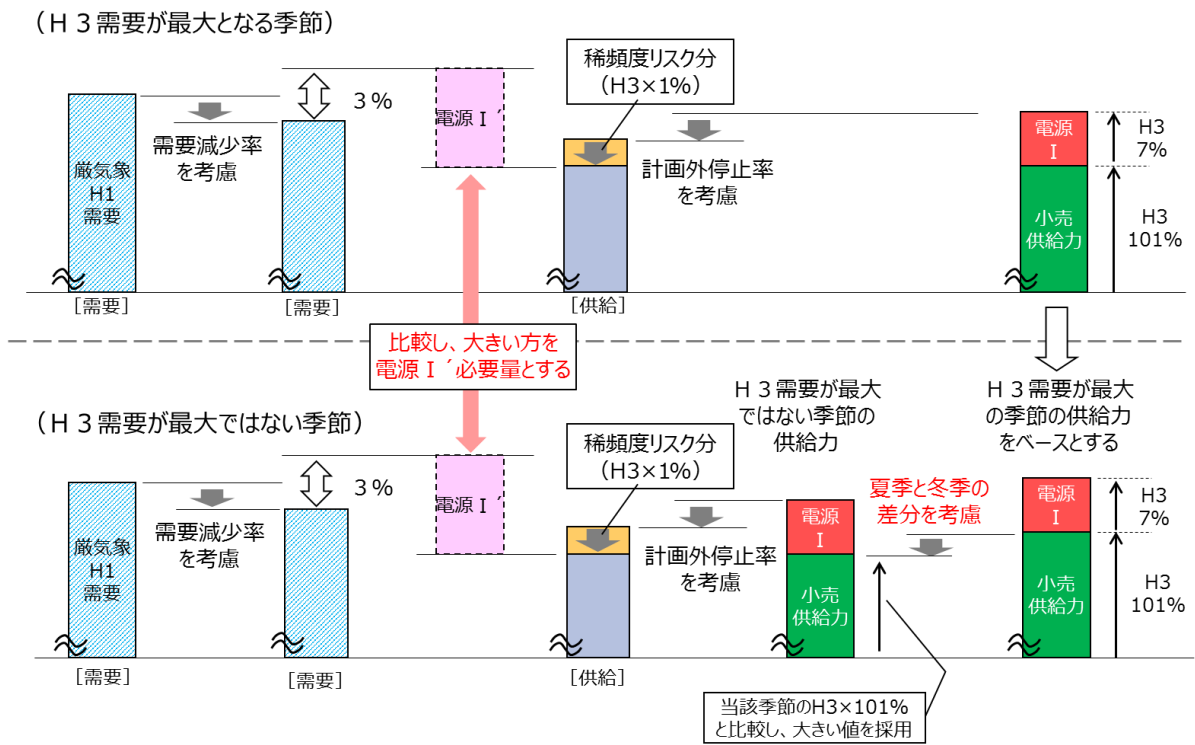 （Ｈ３需要が最大となる季節）
厳気象
H1
需要
［需要］
需要減少率
を考慮
３％
［需要］
電源Ｉ´
稀頻度リスク分
（H3×1%）
［供給］
計画外停止率
を考慮
電源
Ｉ
小売
供給力
H3
7%
H3
101%
比較し、大きい方を
電源Ｉ´必要量とする
（Ｈ３需要が最大ではない季節）
厳気象
H1
需要
［需要］
需要減少率
を考慮
３％
［需要］
電源Ｉ´
稀頻度リスク分
（H3×1%）
［供給］
計画外停止率
を考慮
Ｈ３需要が最大
ではない季節の
供給力
電源
Ｉ
小売
供給力
夏季と冬季の
差分を考慮
当該季節のH3×101%
と比較し、大きい値を採用
Ｈ３需要が最大
の季節の供給力
をベースとする
電源
Ｉ
小売
供給力
H3
7%
H3
101%